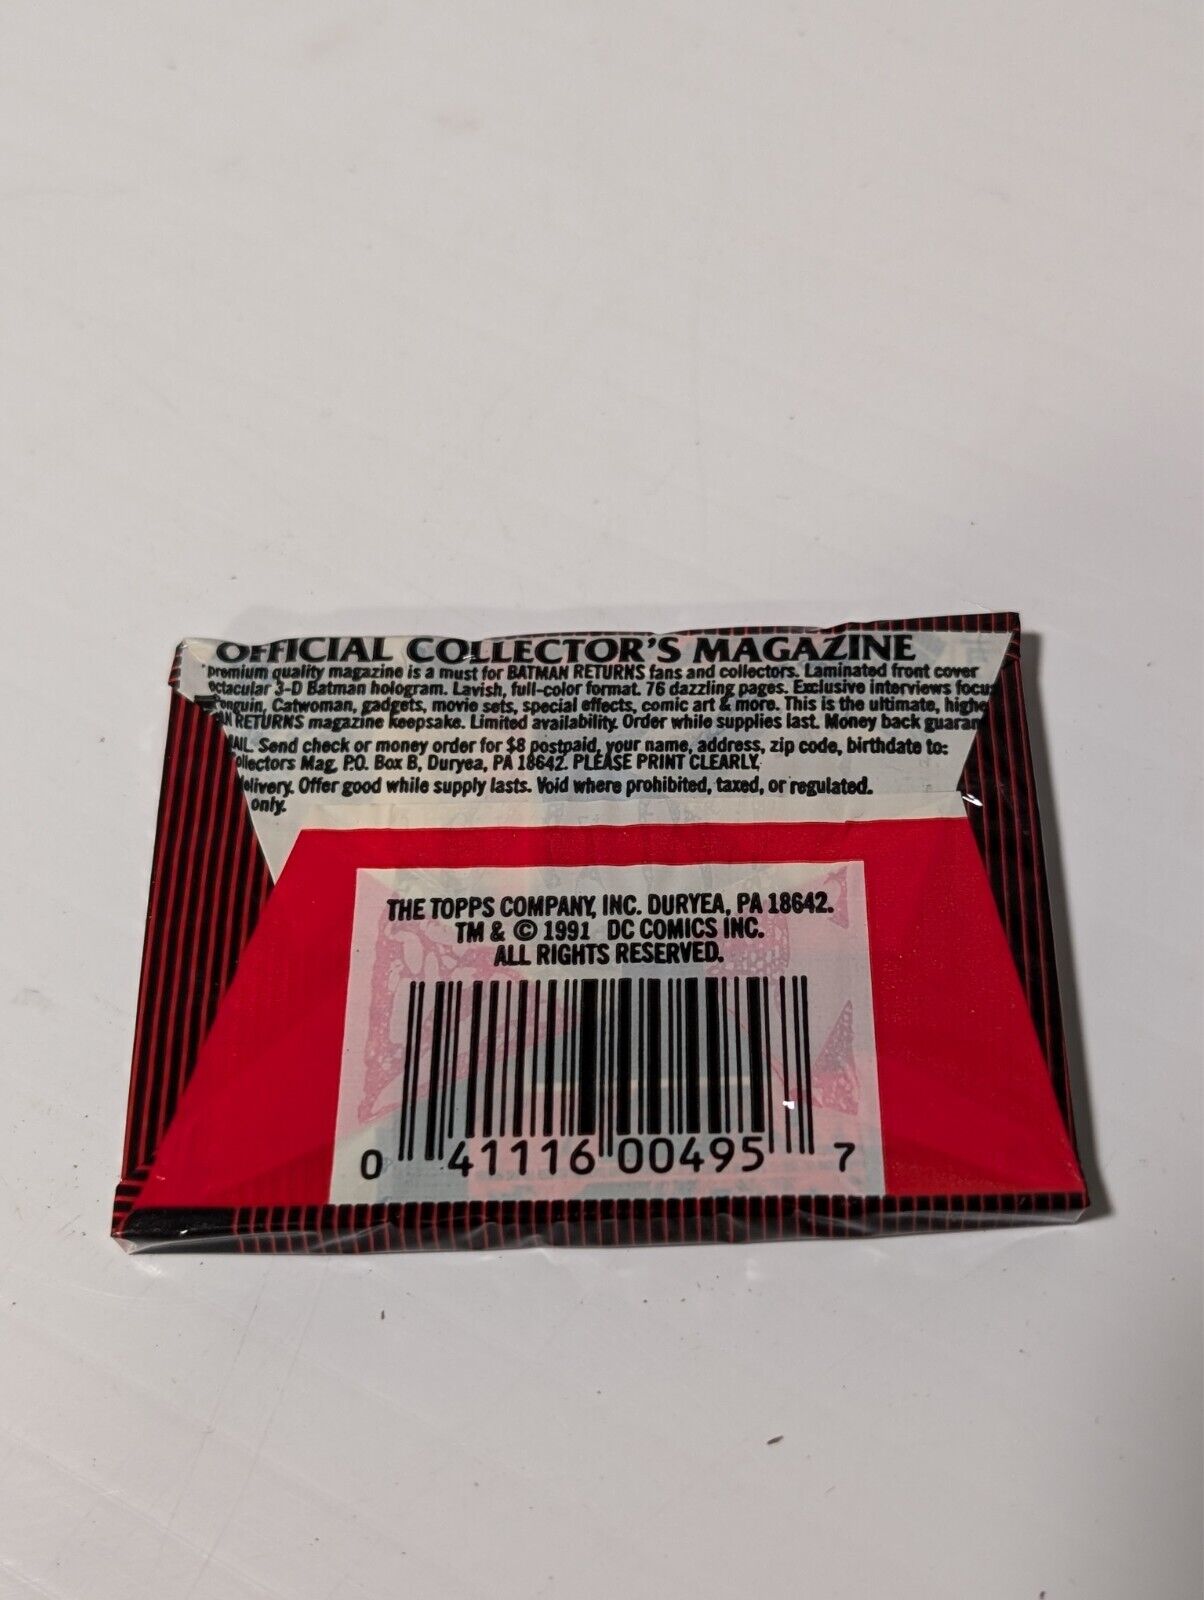 OFFICIAL COLLECTOR'S MAGAZINE
premium quality magazine is a must for BATMAN RETURNS fans and collectors. Laminated front cover
ectacular 3-D Batman hologram. Lavish, full-color format. 76 dazzling pages. Exclusive interviews focu
enguin, Catwoman, gadgets, movie sets, special effects, comic art & more. This is the ultimate, highe
AN RETURNS magazine keepsake. Limited availability. Order while supplies last. Money back guaran
AIL. Send check or money order for $8 postpaid, your name, address, zip code, birthdate to:
ollectors Mag, P.O. Box B, Duryea, PA 18642. PLEASE PRINT CLEARLY.
elivery. Offer good while supply lasts. Void where prohibited, taxed, or regulated.
only.
THE TOPPS COMPANY, INC. DURYEA, PA 18642.
TM & © 1991 DC COMICS INC.
ALL RIGHTS RESERVED.
0 41116 00495 7